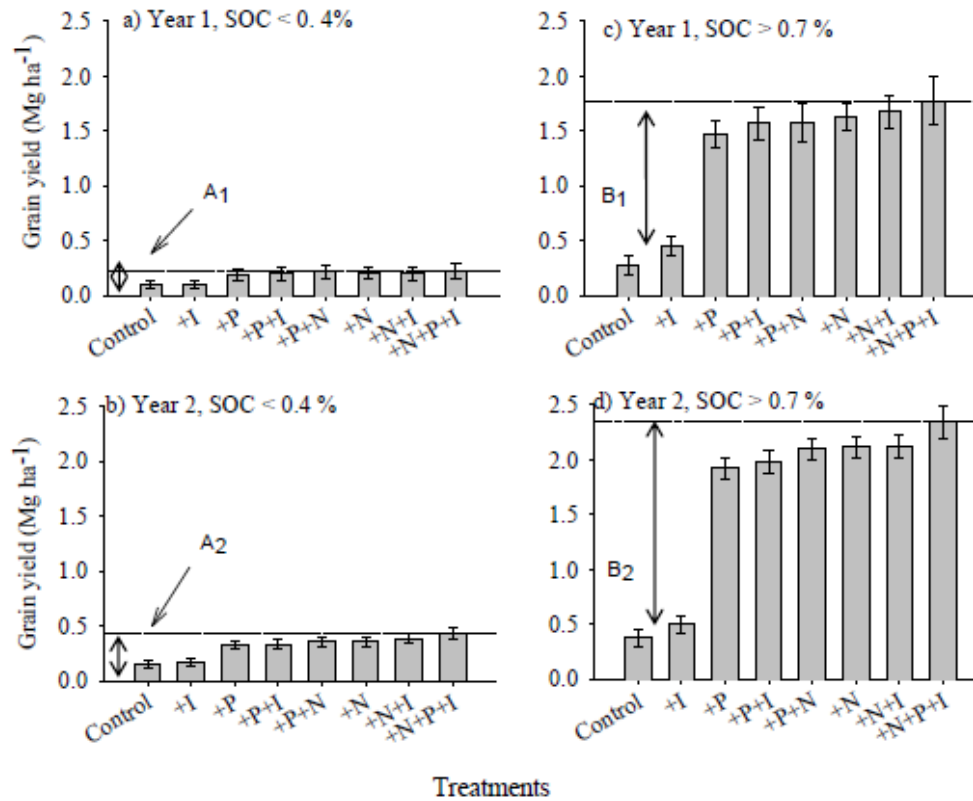 a) Year 1, SOC < 0. 4%
Grain yield (Mg ha-1)
2.5
2.0
1.5
1.0
0.5
0.0
A1
Control
+I
+P
+P+I
+P+N
+N
+N+I
+N+P+I
c) Year 1, SOC > 0.7 %
2.5
2.0
1.5
1.0
0.5
0.0
B1
Control
+I
+P
+P+I
+P+N
+N
+N+I
+N+P+I
b) Year 2, SOC < 0.4 %
Grain yield (Mg ha-1)
2.5
2.0
1.5
1.0
0.5
0.0
A2
Control
+I
+P
+P+I
+P+N
+N
+N+I
+N+P+I
d) Year 2, SOC > 0.7 %
2.5
2.0
1.5
1.0
0.5
0.0
B2
Control
+I
+P
+P+I
+P+N
+N
+N+I
+N+P+I
Treatments